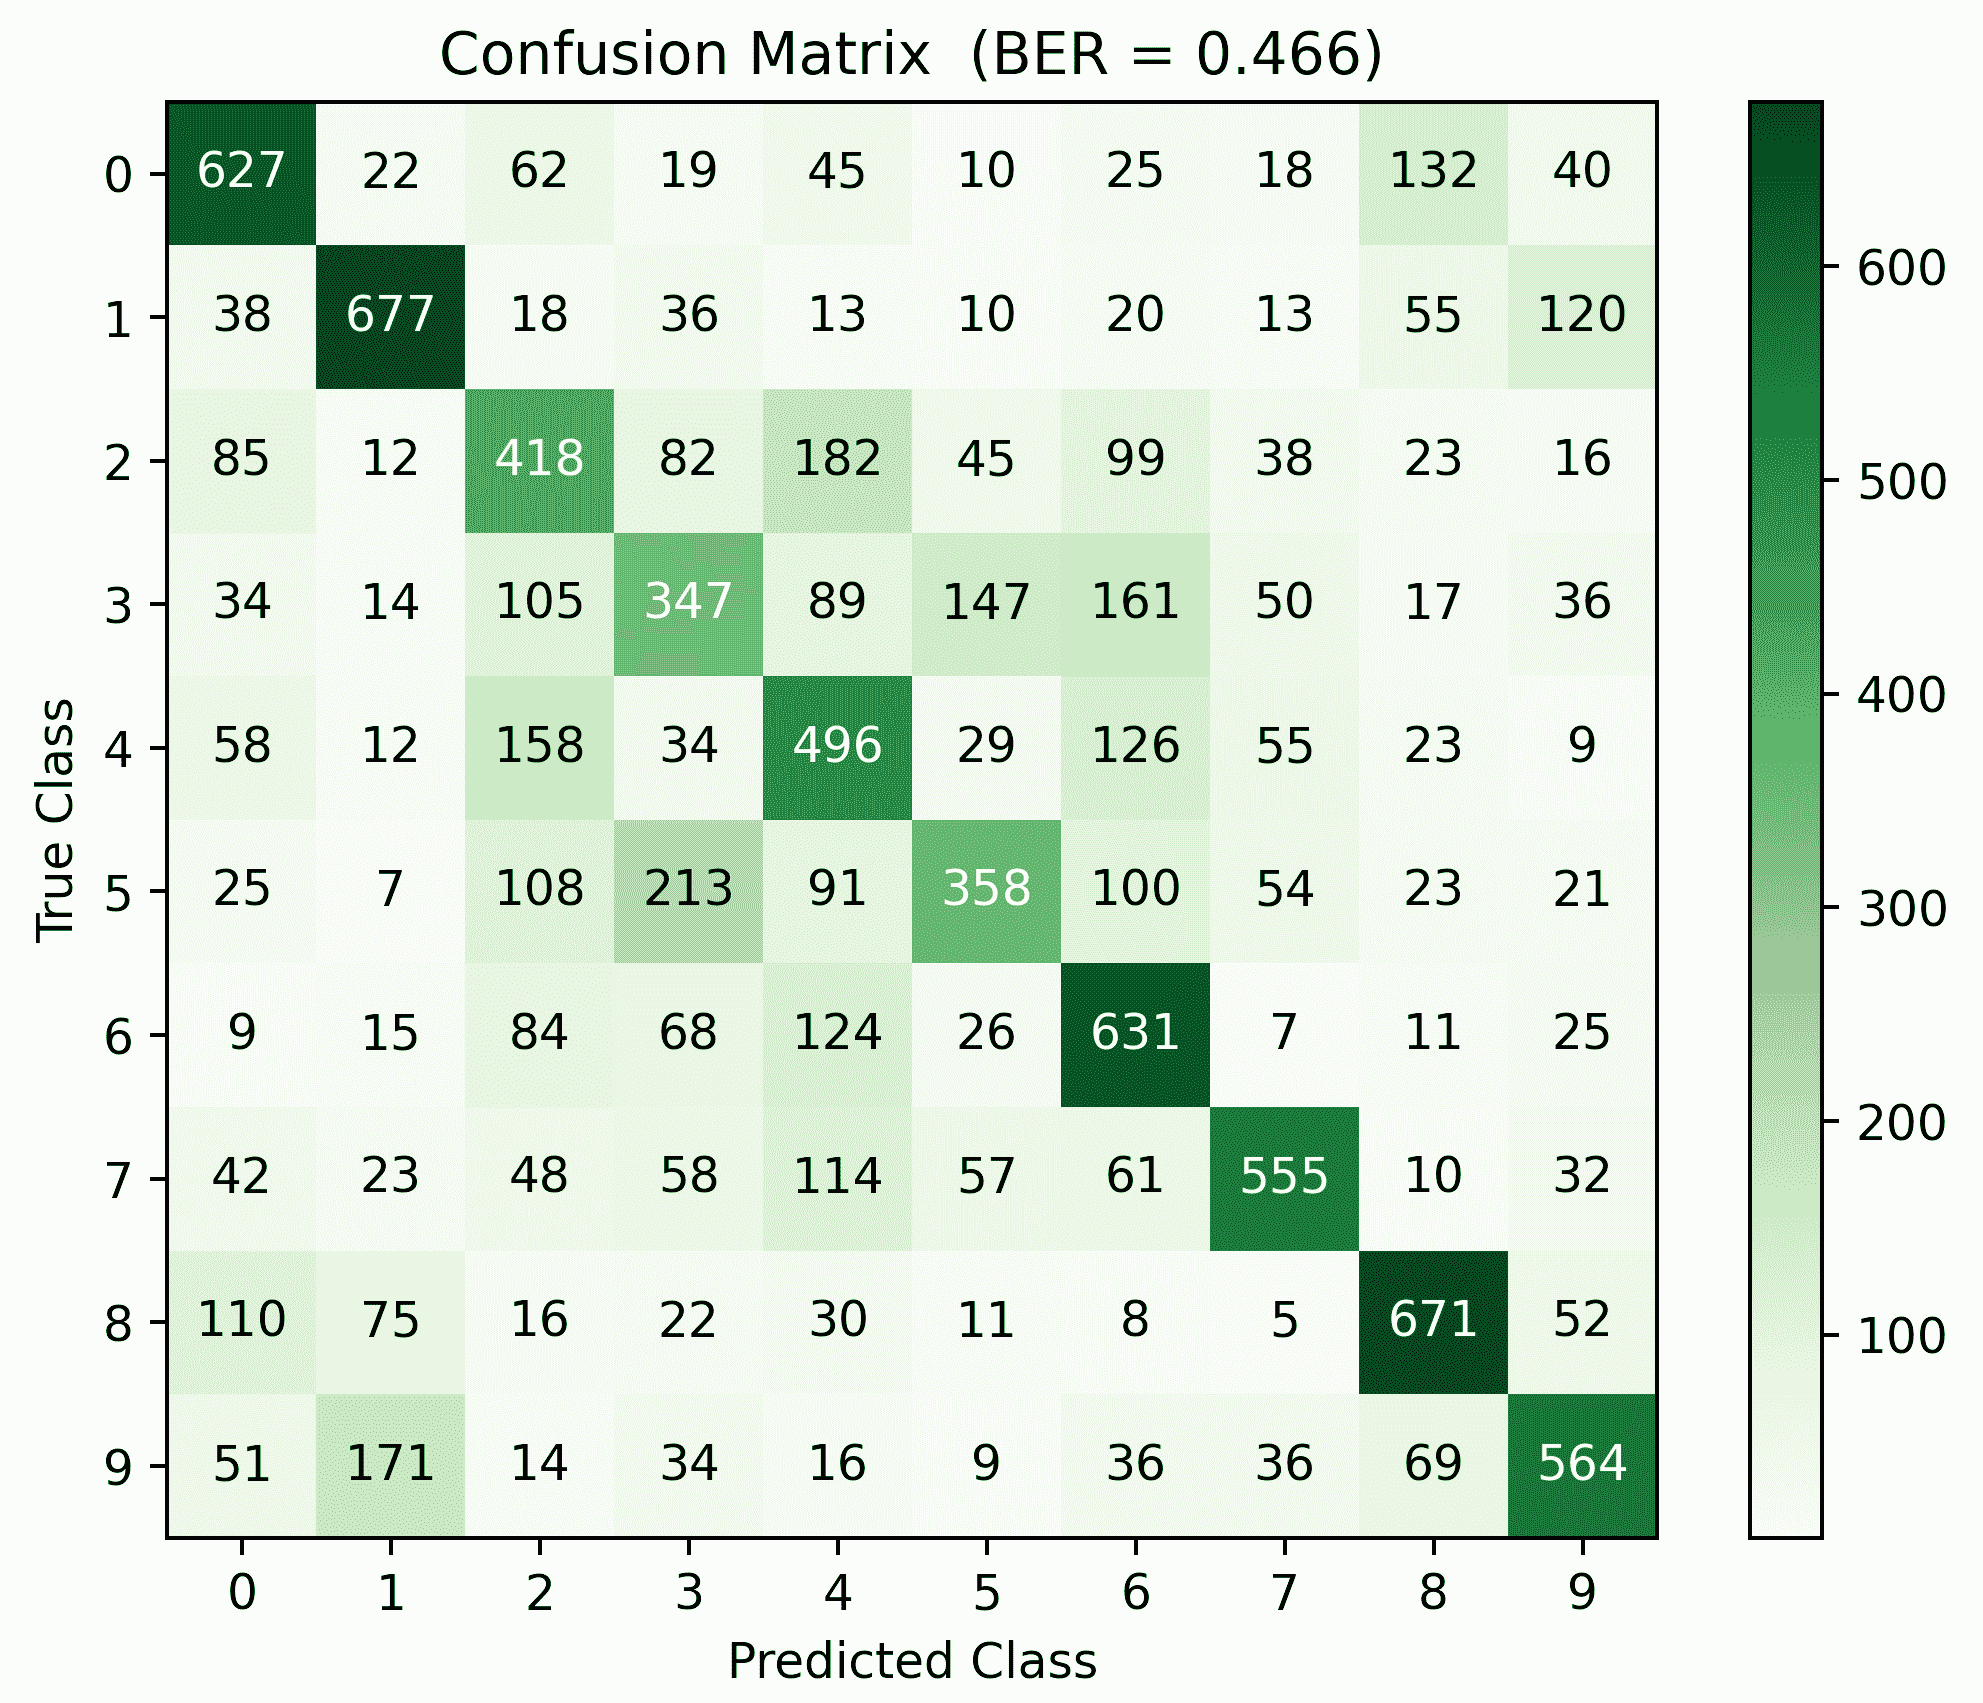 Confusion Matrix (BER = 0.466)
0 627 22 62 19 45 10 25 18 132 40
1 38 677 18 36 13 10 20 13 55 120
2 85 12 418 82 182 45 99 38 23 16
3 34 14 105 347 89 147 161 50 17 36
4 58 12 158 34 496 29 126 55 23 9
5 25 7 108 213 91 358 100 54 23 21
6 9 15 84 68 124 26 631 7 11 25
7 42 23 48 58 114 57 61 555 10 32
8 110 75 16 22 30 11 8 5 671 52
9 51 171 14 34 16 9 36 36 69 564
0 1 2 3 4 5 6 7 8 9
Predicted Class
True Class
600
500
400
300
200
100